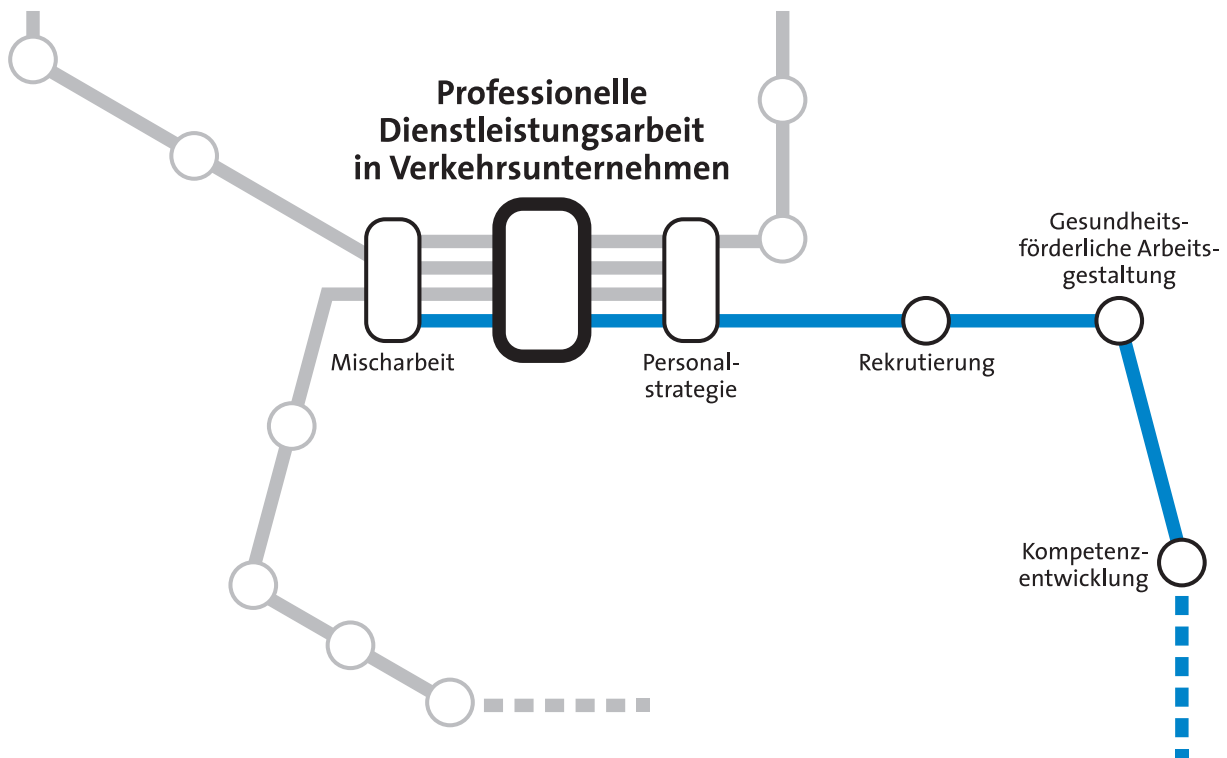 Professionelle
Dienstleistungsarbeit
in Verkehrsunternehmen
Gesundheits-
förderliche Arbeits-
gestaltung
Mischarbeit
Personal-
strategie
Rekrutierung
Kompetenz-
entwicklung